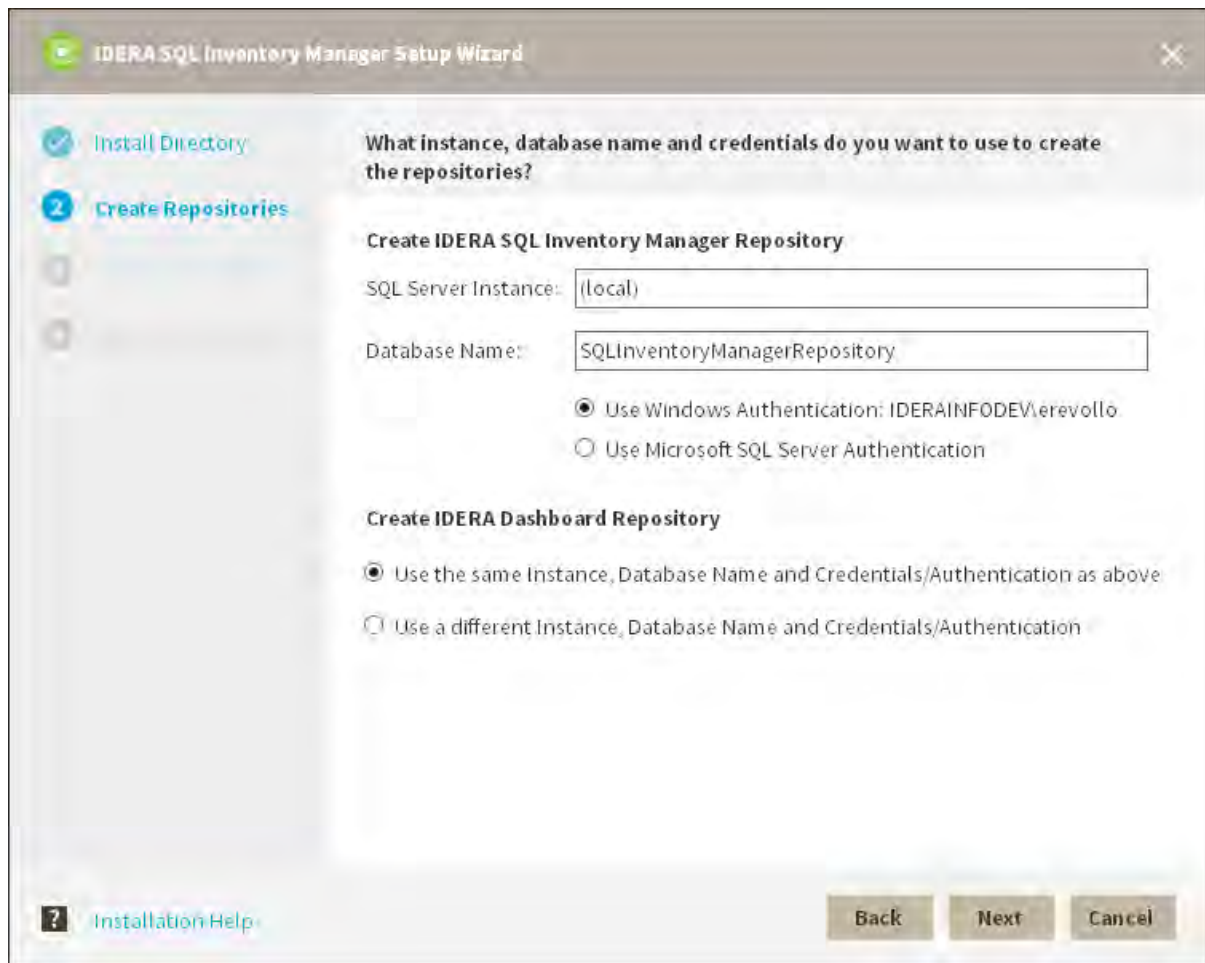 IDERA SQL Inventory Manager Setup Wizard
Install Directory
2 Create Repositories
What instance, database name and credentials do you want to use to create
the repositories?
Create IDERA SQL Inventory Manager Repository
SQL Server Instance: (local)
Database Name: SQLInventoryManagerRepository
Use Windows Authentication: IDERAINFODEV\erevollo
Use Microsoft SQL Server Authentication
Create IDERA Dashboard Repository
Use the same Instance, Database Name and Credentials/Authentication as above
Use a different Instance, Database Name and Credentials/Authentication
? Installation Help
Back Next Cancel